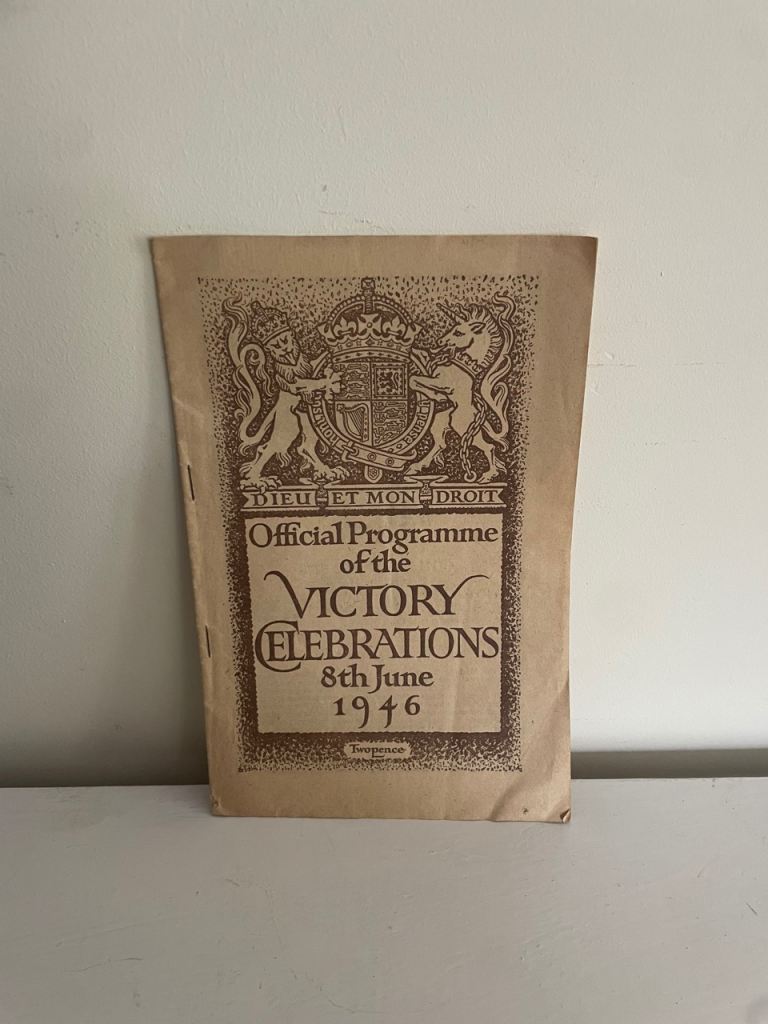 DIEU ET MON DROIT
Official Programme
of the
VICTORY
CELEBRATIONS
8th June
1946
Twopence